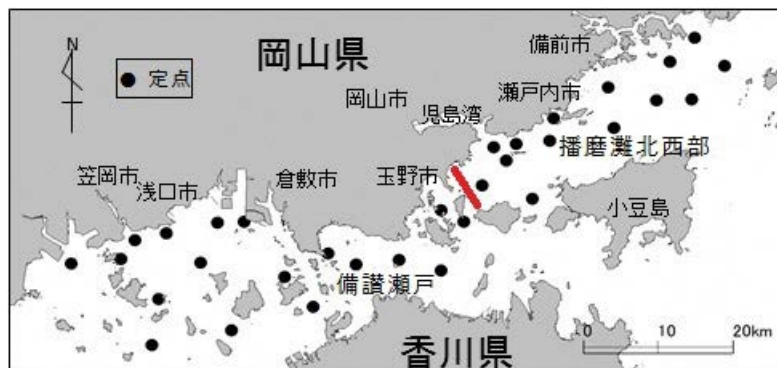 N
岡山県
備前市
定点
岡山市
瀬戸内市
児島湾
播磨灘北西部
笠岡市
浅口市
倉敷市
玉野市
小豆島
備讃瀬戸
香川県
0 10 20km